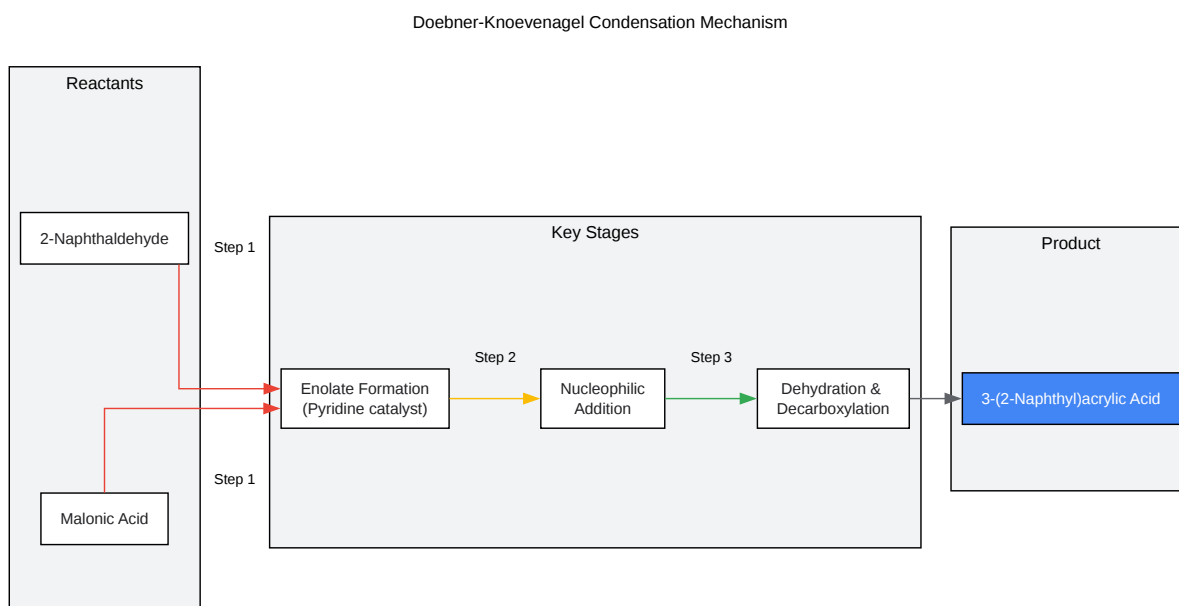 Doebner-Knoevenagel Condensation Mechanism
Reactants
2-Naphthaldehyde
Step 1
Malonic Acid
Step 1
Key Stages
Enolate Formation
(Pyridine catalyst)
Step 2
Nucleophilic
Addition
Step 3
Dehydration &
Decarboxylation
Product
3-(2-Naphthyl)acrylic Acid